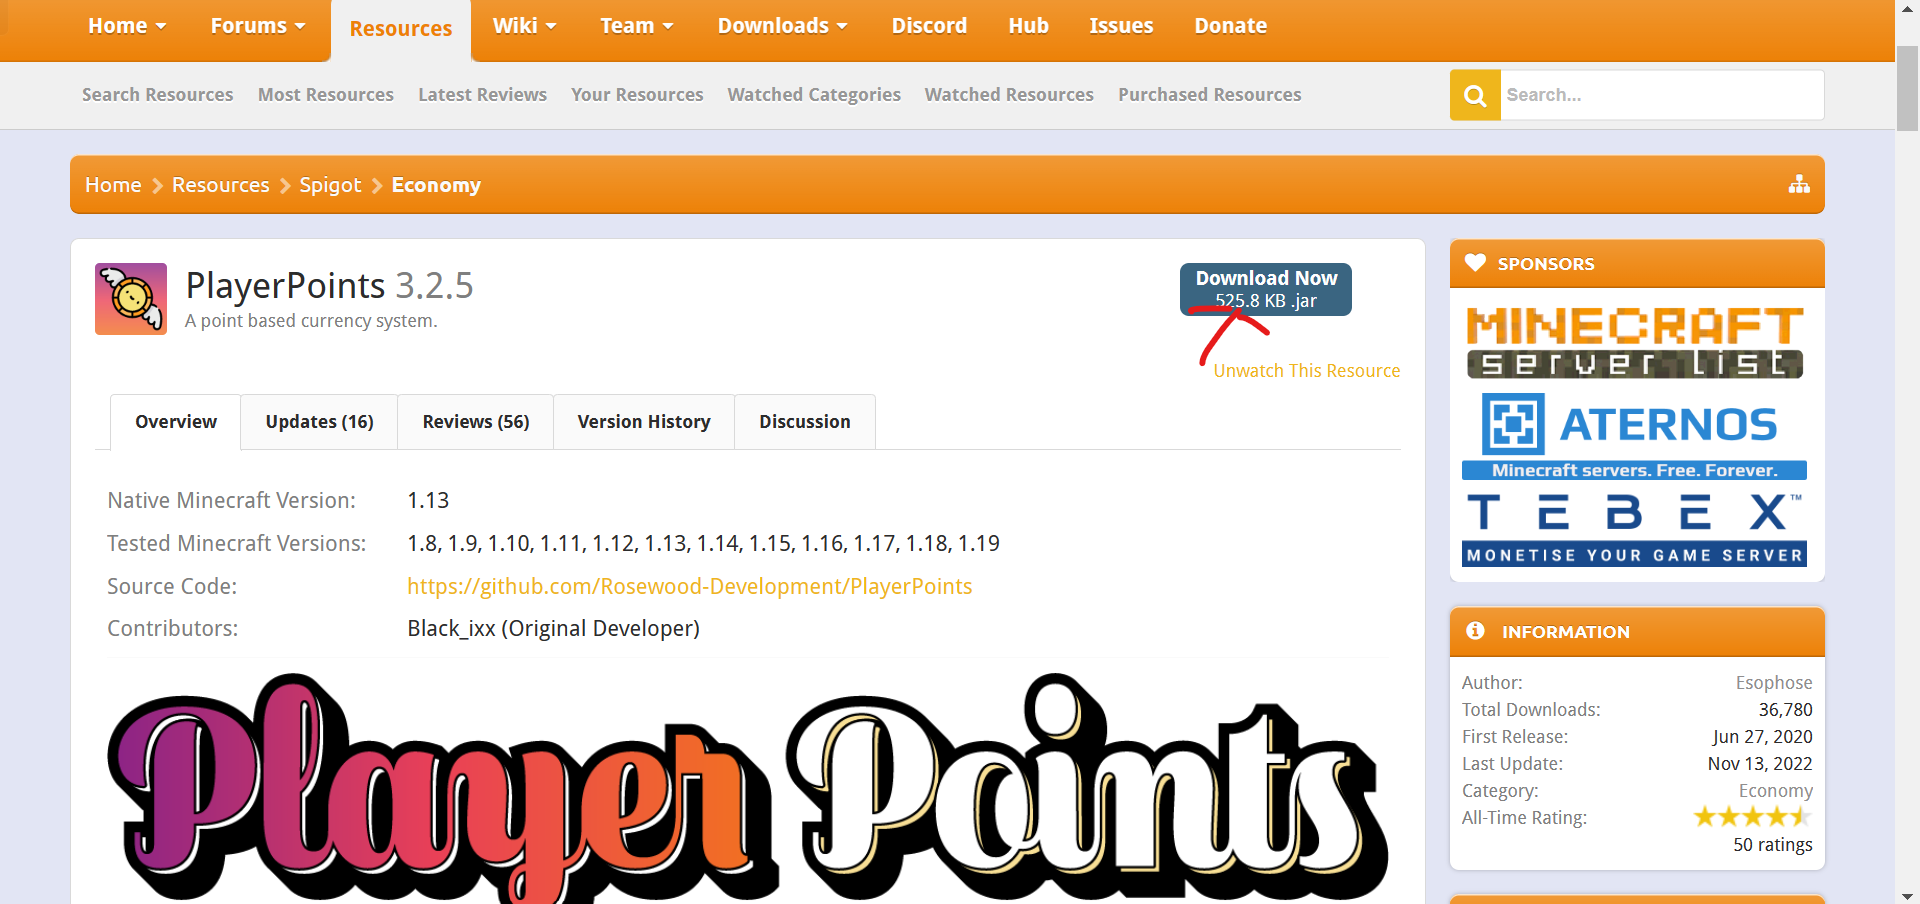 Home Forums Resources Wiki Team Downloads Discord Hub Issues Donate
Search Resources Most Resources Latest Reviews Your Resources Watched Categories Watched Resources Purchased Resources Search...
Home Resources Spigot Economy
PlayerPoints 3.2.5
A point based currency system.
Download Now
525.8 KB .jar
Unwatch This Resource
Overview Updates (16) Reviews (56) Version History Discussion
Native Minecraft Version: 1.13
Tested Minecraft Versions: 1.8, 1.9, 1.10, 1.11, 1.12, 1.13, 1.14, 1.15, 1.16, 1.17, 1.18, 1.19
Source Code: https://github.com/Rosewood-Development/PlayerPoints
Contributors: Black_ixx (Original Developer)
Player Points
SPONSORS
MINECRAFT
server list
ATERNOS
Minecraft servers. Free. Forever.
TEBEX™
MONETISE YOUR GAME SERVER
INFORMATION
Author: Esophose
Total Downloads: 36,780
First Release: Jun 27, 2020
Last Update: Nov 13, 2022
Category: Economy
All-Time Rating:
50 ratings